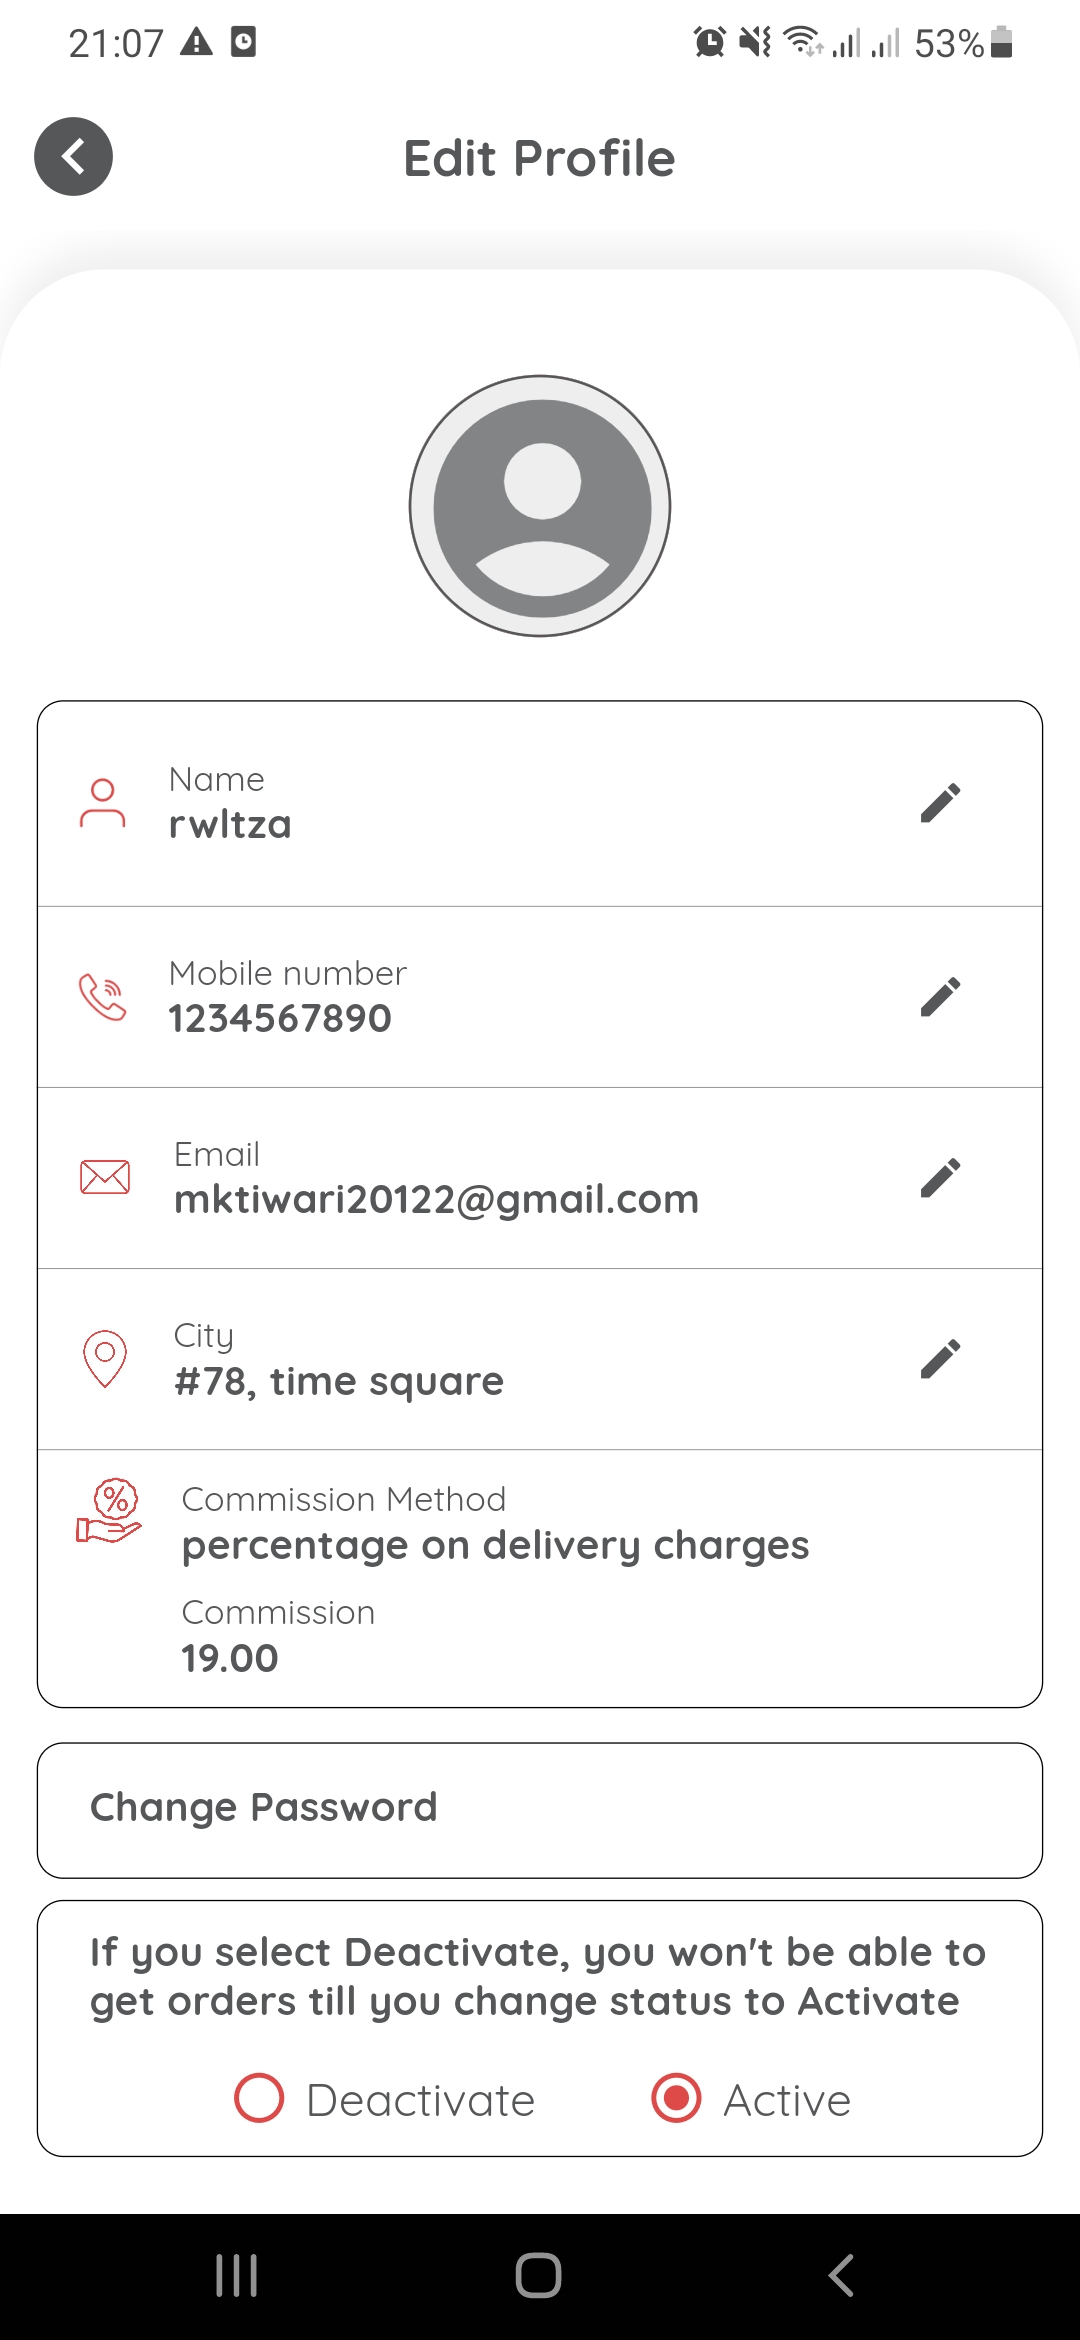 21:07
53%
Edit Profile
Name
rwltza
Mobile number
1234567890
Email
mktiwari20122@gmail.com
City
#78, time square
%
Commission Method
percentage on delivery charges
Commission
19.00
Change Password
If you select Deactivate, you won't be able to
get orders till you change status to Activate
Deactivate
Active